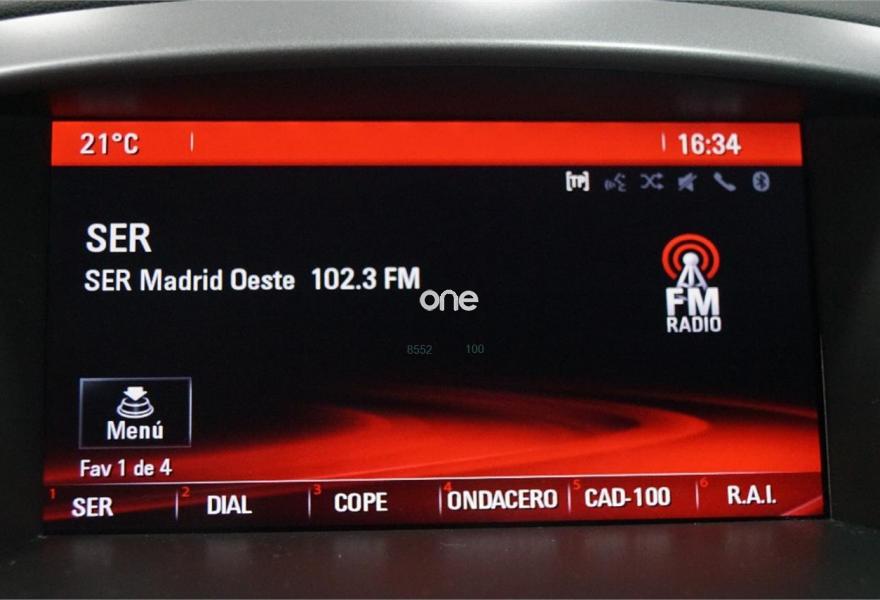 21°C 16:34
[TP]
SER
SER Madrid Oeste 102.3 FM
one
FM
RADIO
8552 100
Menú
Fav 1 de 4
1 SER 2 DIAL 3 COPE 4 ONDACERO 5 CAD-100 6 R.A.I.